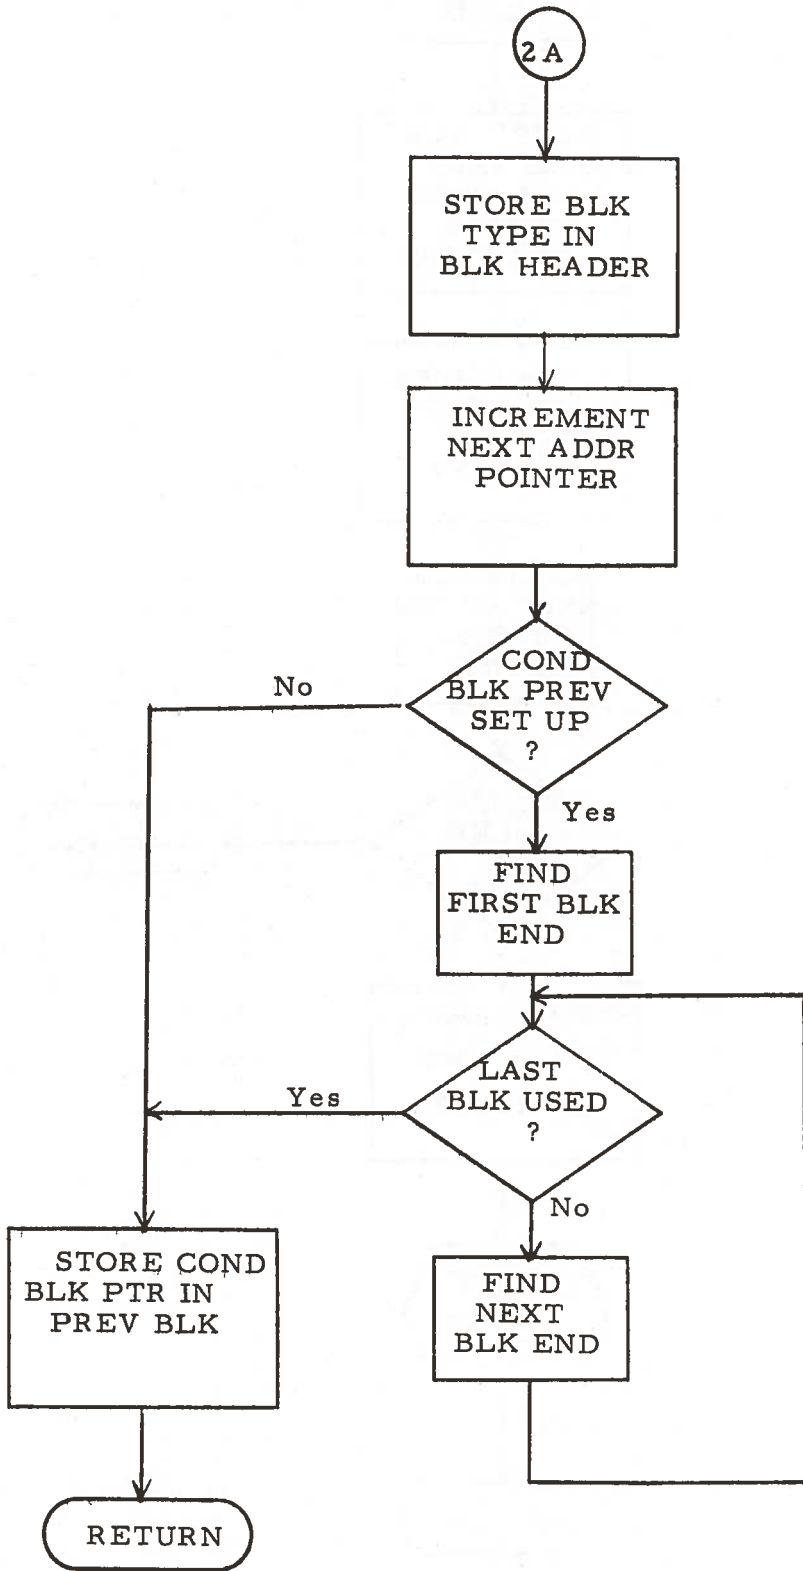 2A
STORE BLK
TYPE IN
BLK HEADER
INCREMENT
NEXT ADDR
POINTER
COND
BLK PREV
SET UP
?
No
Yes
FIND
FIRST BLK
END
LAST
BLK USED
?
Yes
No
STORE COND
BLK PTR IN
PREV BLK
FIND
NEXT
BLK END
RETURN